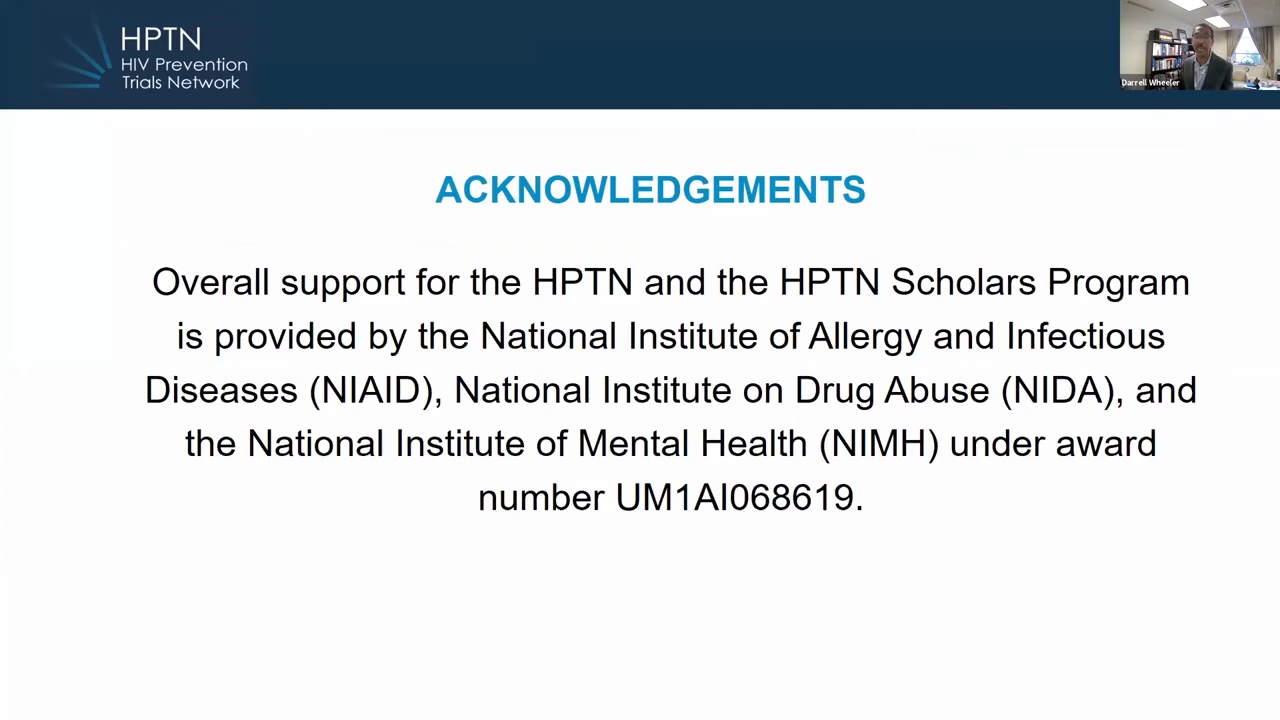 HPTN
HIV Prevention
Trials Network
Darrell Wheeler
ACKNOWLEDGEMENTS
Overall support for the HPTN and the HPTN Scholars Program
is provided by the National Institute of Allergy and Infectious
Diseases (NIAID), National Institute on Drug Abuse (NIDA), and
the National Institute of Mental Health (NIMH) under award
number UM1AI068619.